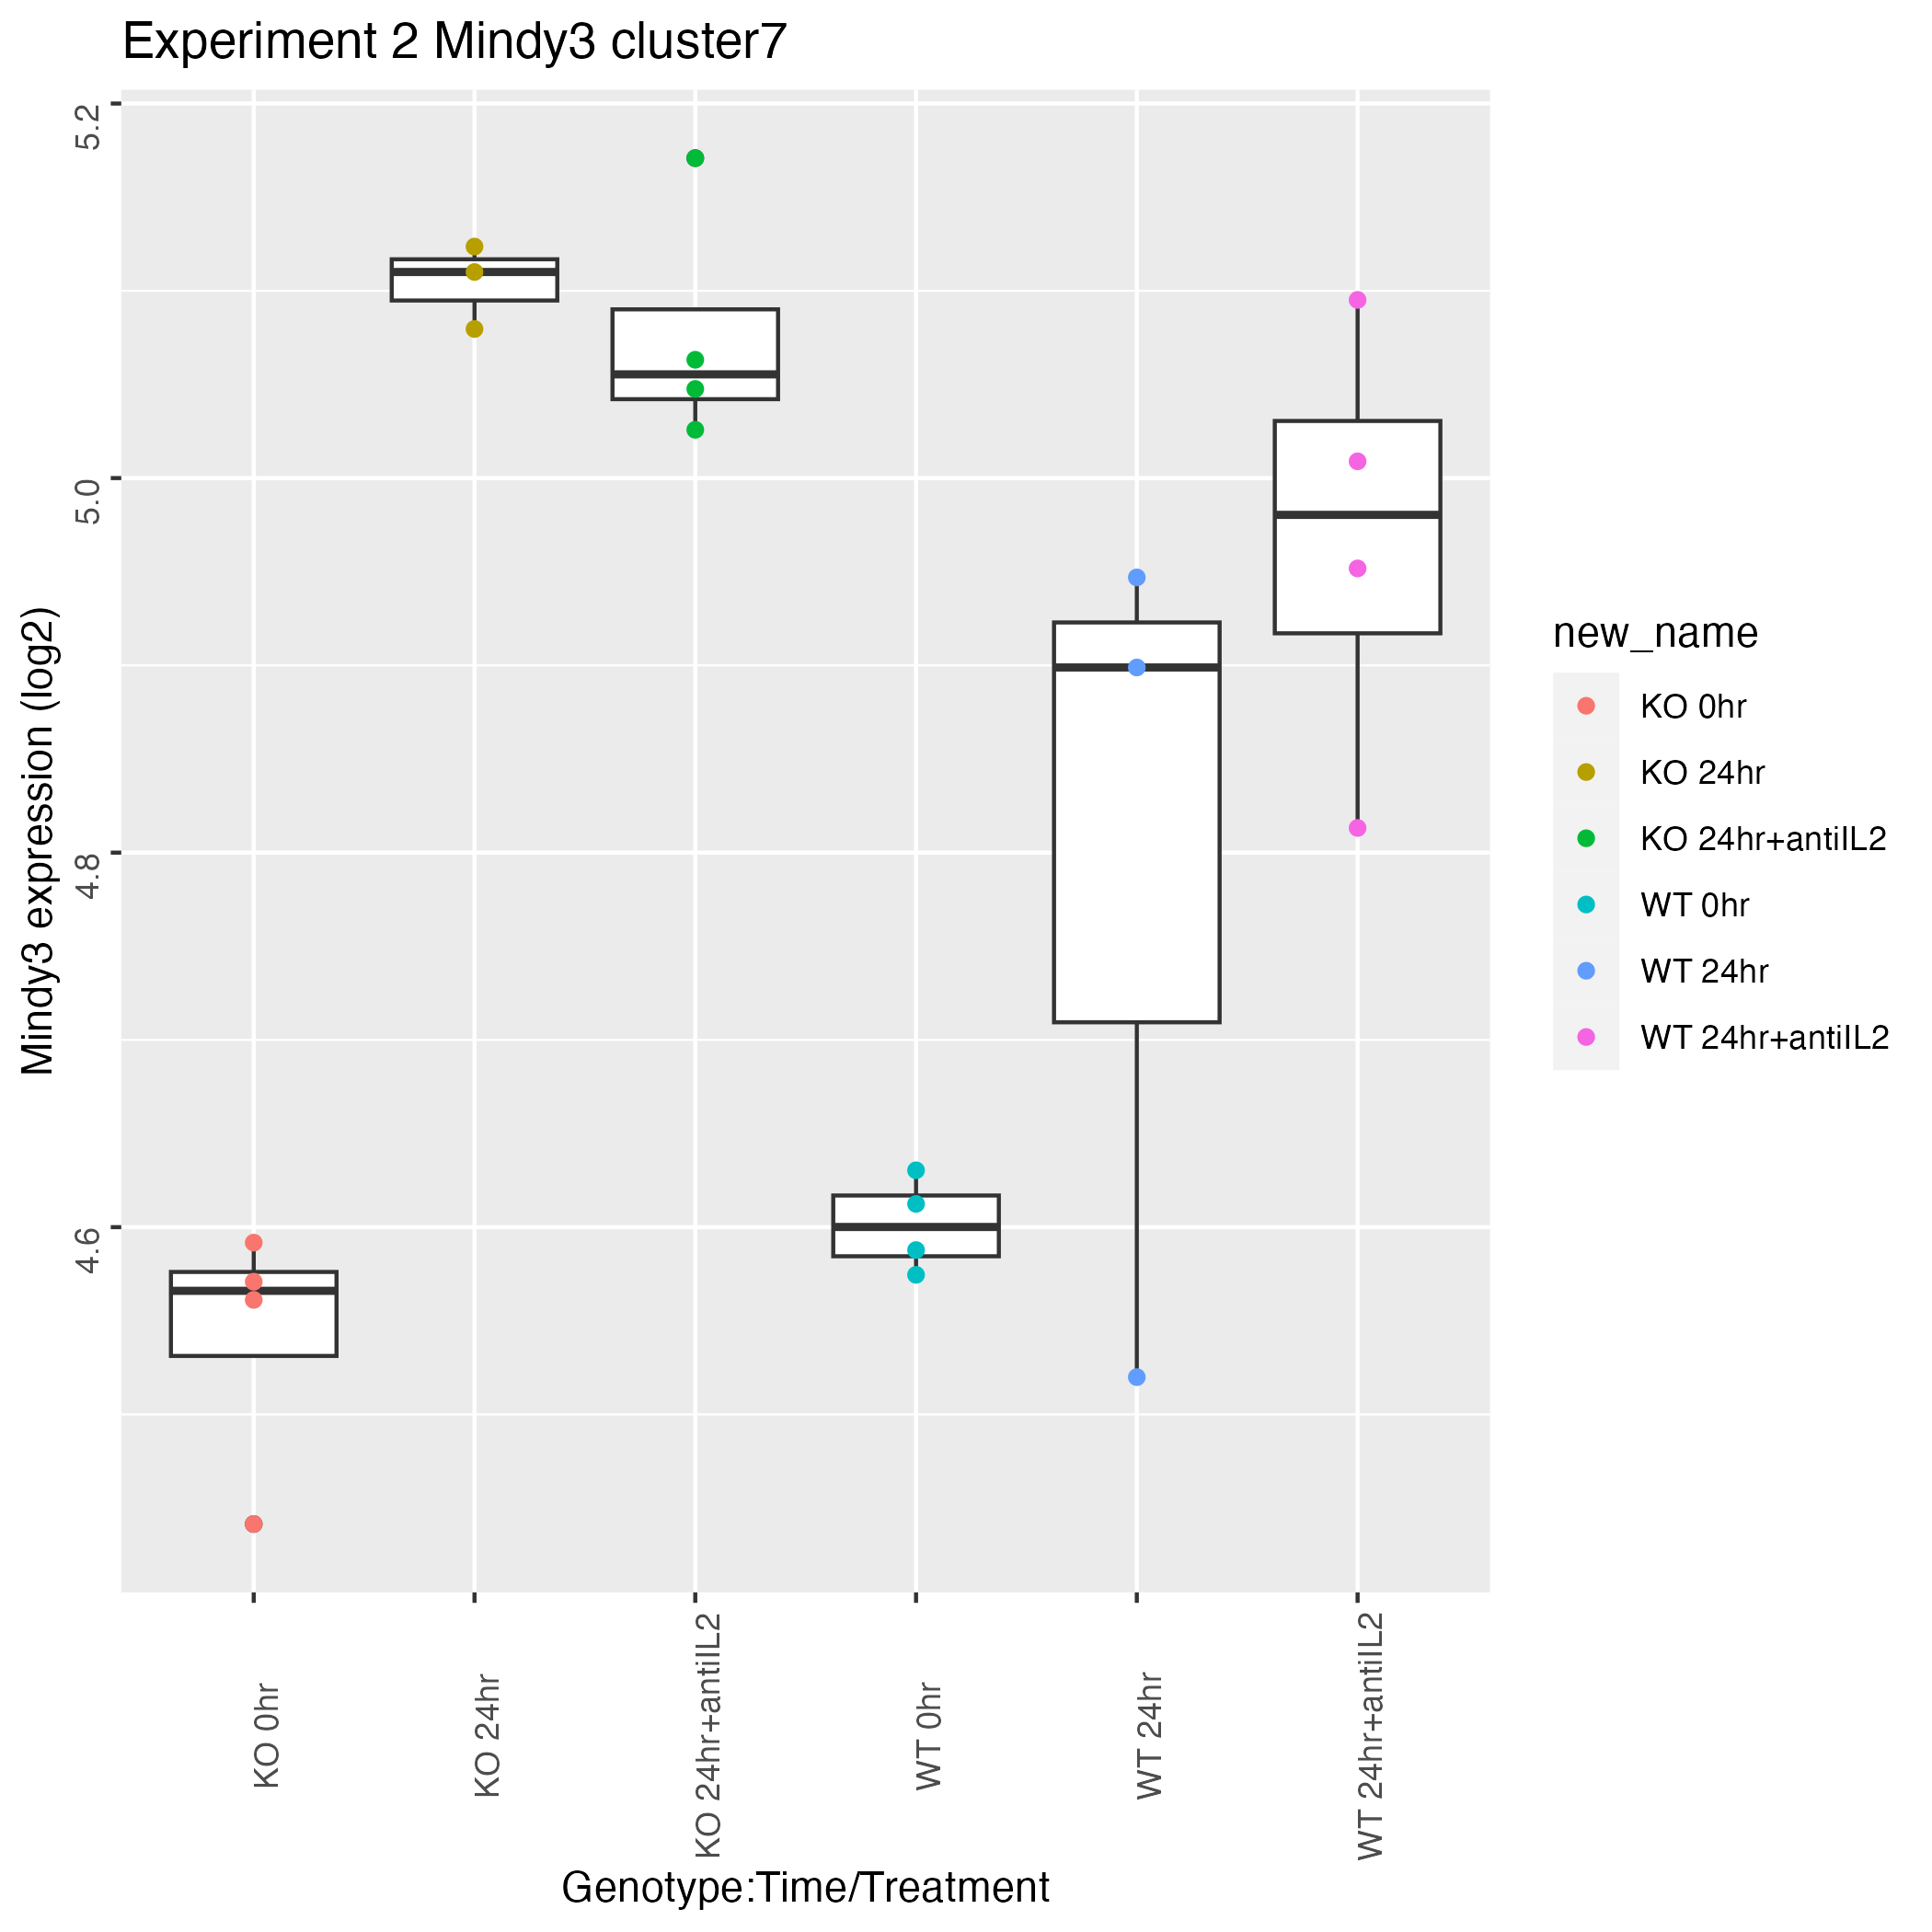 Experiment 2 Mindy3 cluster7
Mindy3 expression (log2)
5.2
5.0
4.8
4.6
KO 0hr
KO 24hr
KO 24hr+antiIL2
WT 0hr
WT 24hr
WT 24hr+antiIL2
Genotype:Time/Treatment
new_name
KO 0hr
KO 24hr
KO 24hr+antiIL2
WT 0hr
WT 24hr
WT 24hr+antiIL2